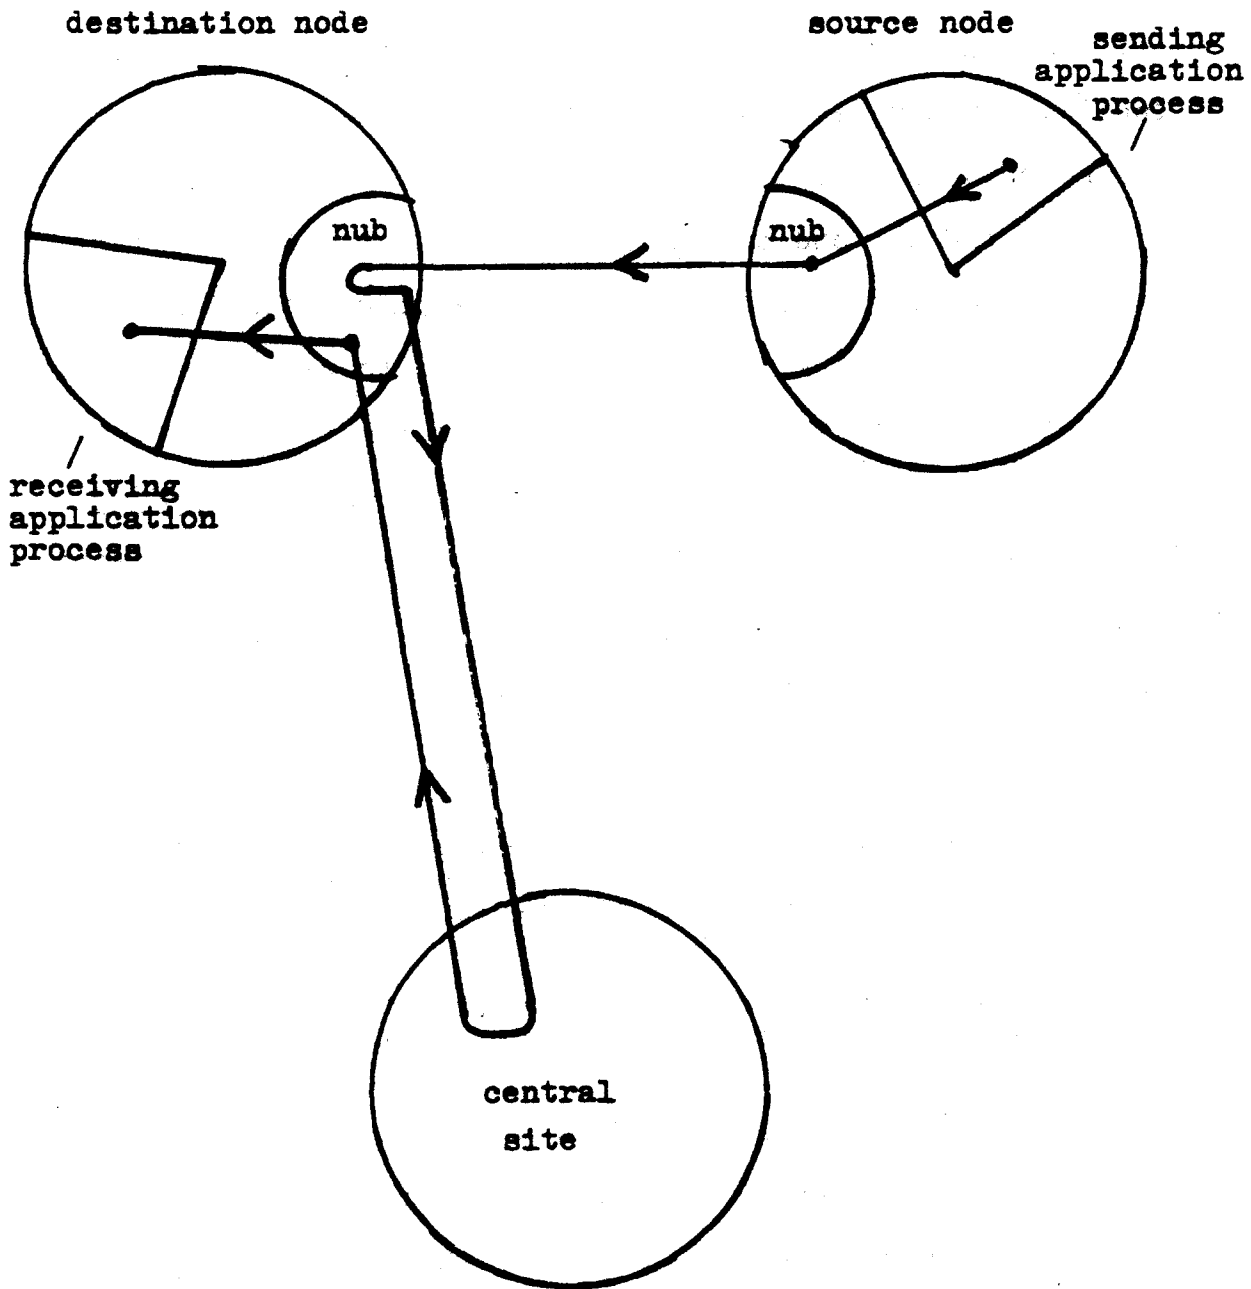 destination node
source node
sending
application
process
nub
nub
receiving
application
process
central
site